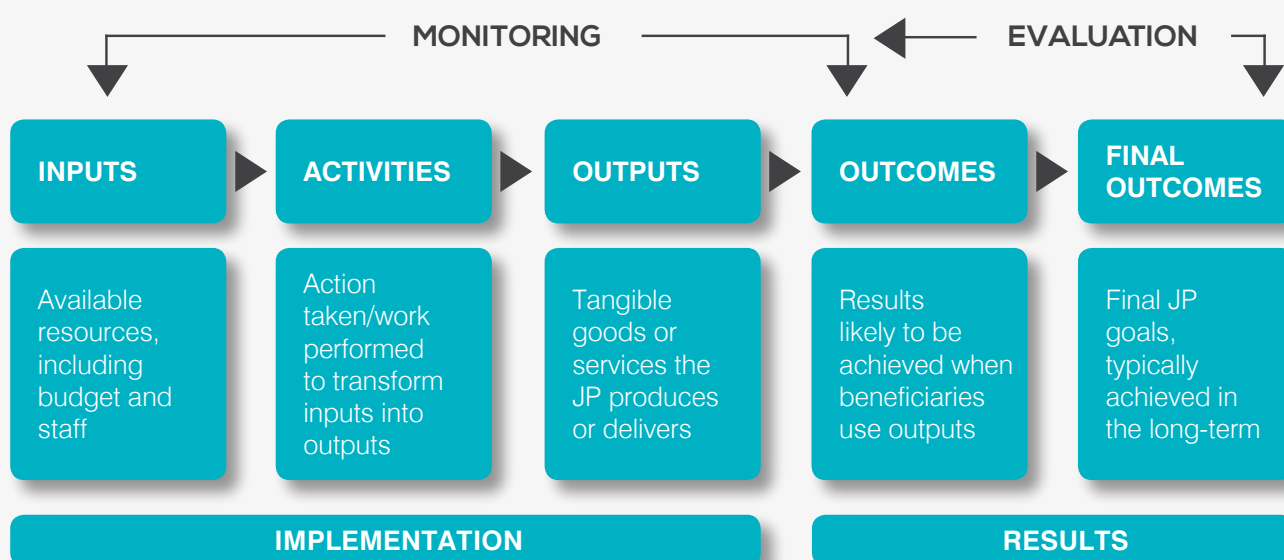 MONITORING
EVALUATION
INPUTS
ACTIVITIES
OUTPUTS
OUTCOMES
FINAL
OUTCOMES
Available
resources,
including
budget and
staff
Action
taken/work
performed
to transform
inputs into
outputs
Tangible
goods or
services the
JP produces
or delivers
Results
likely to be
achieved when
beneficiaries
use outputs
Final JP
goals,
typically
achieved in
the long-term
IMPLEMENTATION
RESULTS